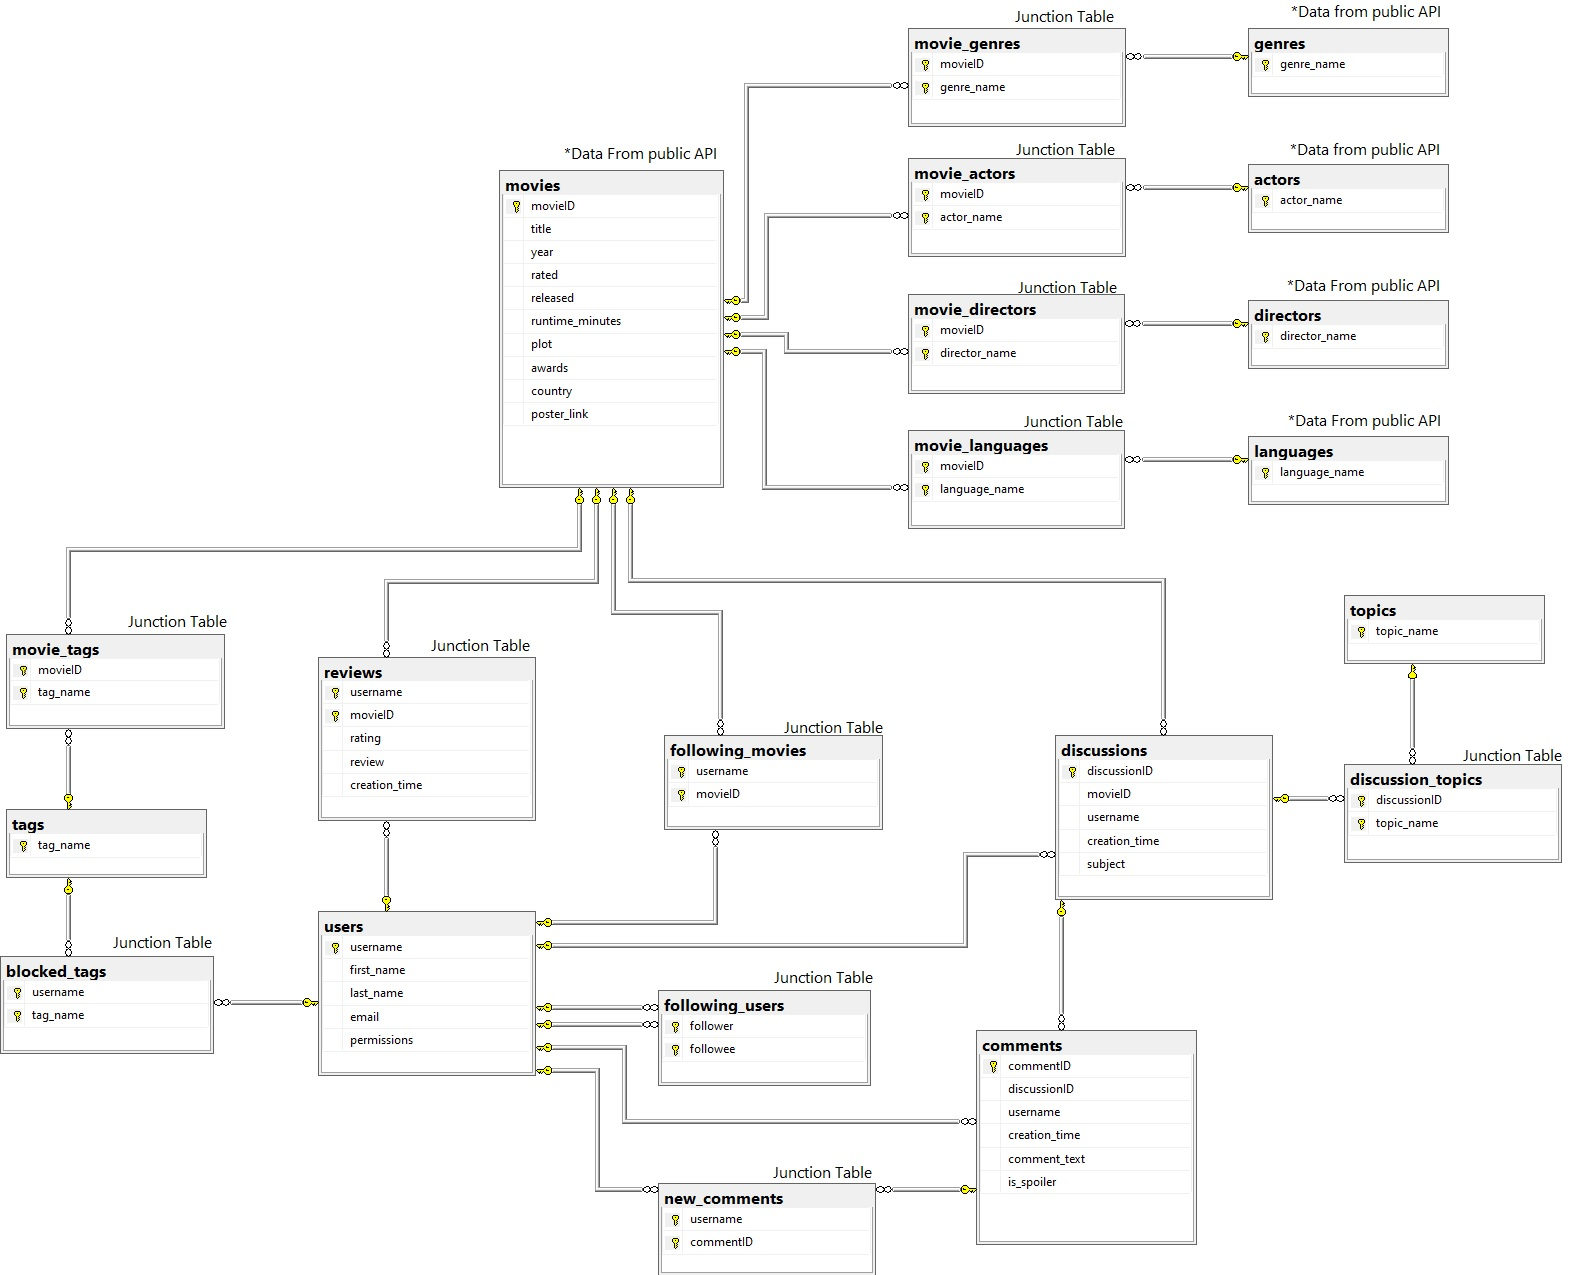 Junction Table
*Data from public API
movie_genres
movieID
genre_name
genres
genre_name
*Data From public API
movies
movieID
title
year
rated
released
runtime_minutes
plot
awards
country
poster_link
Junction Table
*Data from public API
movie_actors
movieID
actor_name
actors
actor_name
Junction Table
*Data From public API
movie_directors
movieID
director_name
directors
director_name
Junction Table
*Data From public API
movie_languages
movieID
language_name
languages
language_name
Junction Table
movie_tags
movieID
tag_name
tags
tag_name
Junction Table
blocked_tags
username
tag_name
Junction Table
reviews
username
movieID
rating
review
creation_time
users
username
first_name
last_name
email
permissions
Junction Table
following_movies
username
movieID
Junction Table
following_users
follower
followee
Junction Table
new_comments
username
commentID
discussions
discussionID
movieID
username
creation_time
subject
comments
commentID
discussionID
username
creation_time
comment_text
is_spoiler
topics
topic_name
Junction Table
discussion_topics
discussionID
topic_name